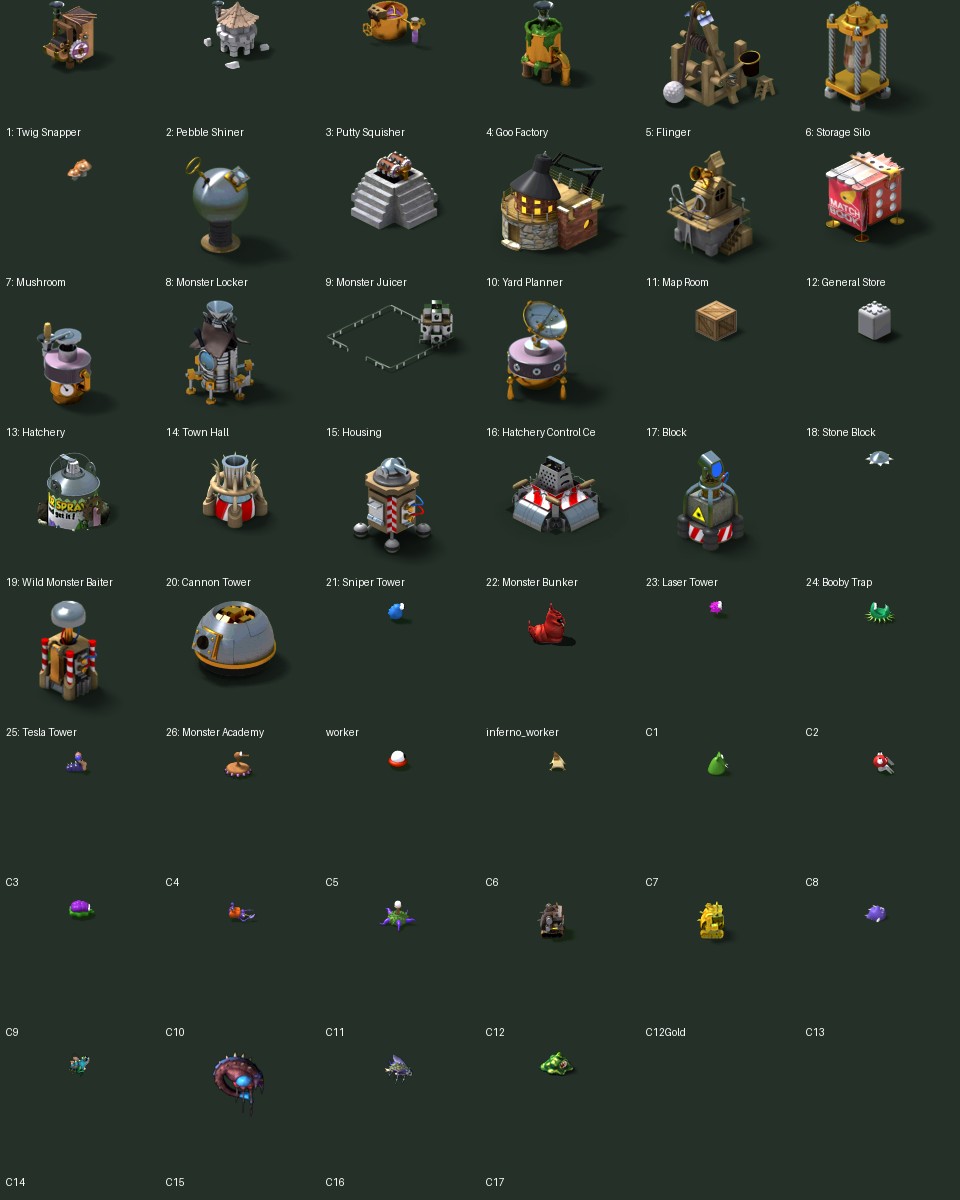 1: Twig Snapper
2: Pebble Shiner
3: Putty Squisher
4: Goo Factory
5: Flinger
6: Storage Silo
MATCH
BOOK
7: Mushroom
8: Monster Locker
9: Monster Juicer
10: Yard Planner
11: Map Room
12: General Store
13: Hatchery
14: Town Hall
15: Housing
16: Hatchery Control Ce
17: Block
18: Stone Block
SPRAY
19: Wild Monster Baiter
20: Cannon Tower
21: Sniper Tower
22: Monster Bunker
23: Laser Tower
24: Booby Trap
25: Tesla Tower
26: Monster Academy
worker
inferno_worker
C1
C2
C3
C4
C5
C6
C7
C8
C9
C10
C11
C12
C12Gold
C13
C14
C15
C16
C17